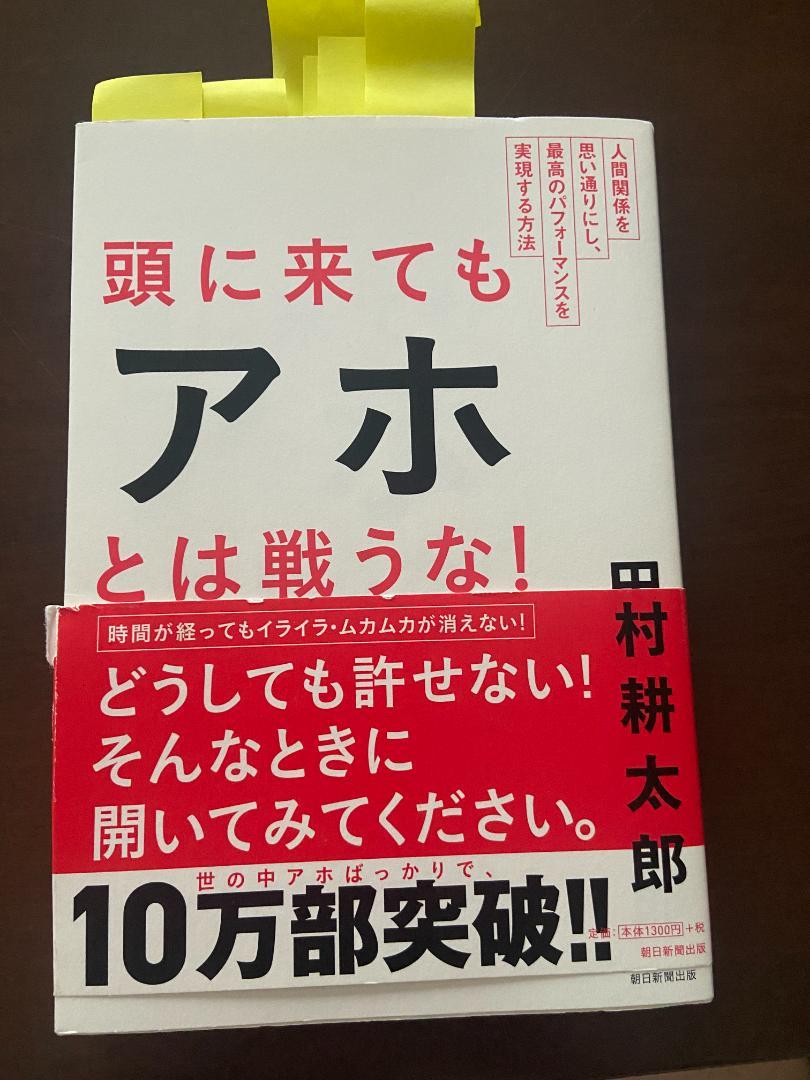 人間関係を
思い通りにし、
最高のパフォーマンスを
実現する方法
頭に来ても
アホ
とは戦うな!
田村耕太郎
時間が経ってもイライラ・ムカムカが消えない!
どうしても許せない!
そんなときに
開いてみてください。
世の中アホばっかりで、
10万部突破!!
定価:本体1300円+税
朝日新聞出版
朝日新聞出版